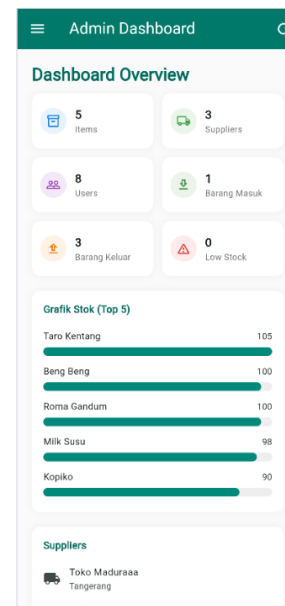 Admin Dashboard
Dashboard Overview
5
Items
3
Suppliers
8
Users
1
Barang Masuk
3
Barang Keluar
0
Low Stock
Grafik Stok (Top 5)
Taro Kentang 105
Beng Beng 100
Roma Gandum 100
Milk Susu 98
Kopiko 90
Suppliers
Toko Maduraaa
Tangerang